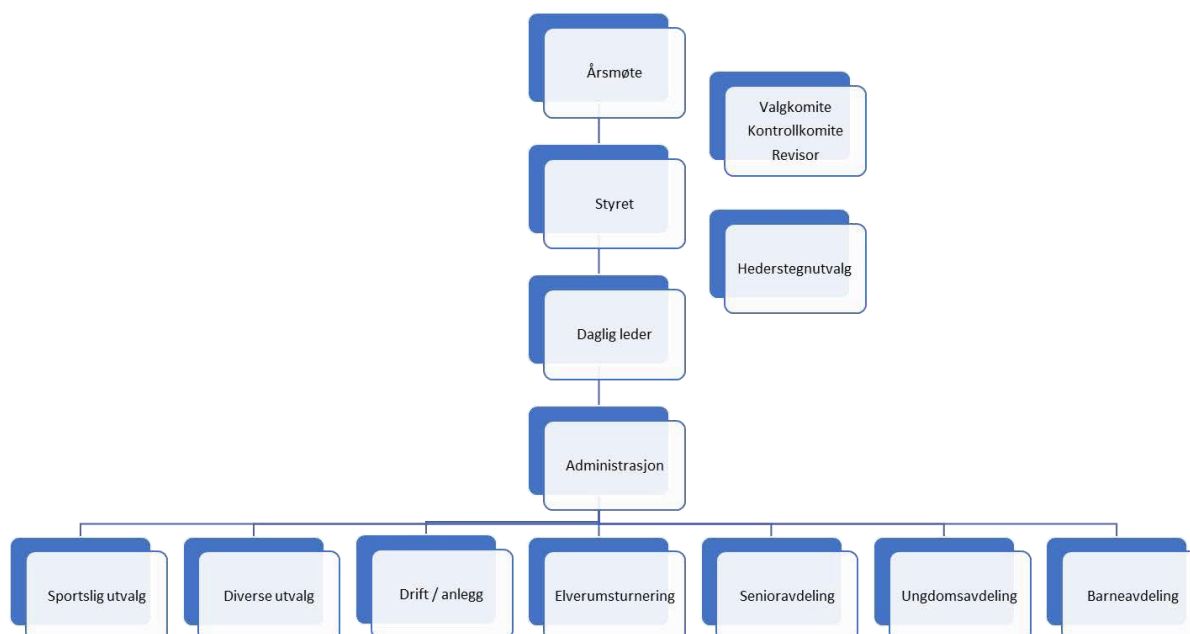 Årsmøte
Valgkomite
Kontrollkomite
Revisor
Styret
Hederstegnutvalg
Daglig leder
Administrasjon
Sportslig utvalg
Diverse utvalg
Drift / anlegg
Elverumsturnering
Senioravdeling
Ungdomsavdeling
Barneavdeling